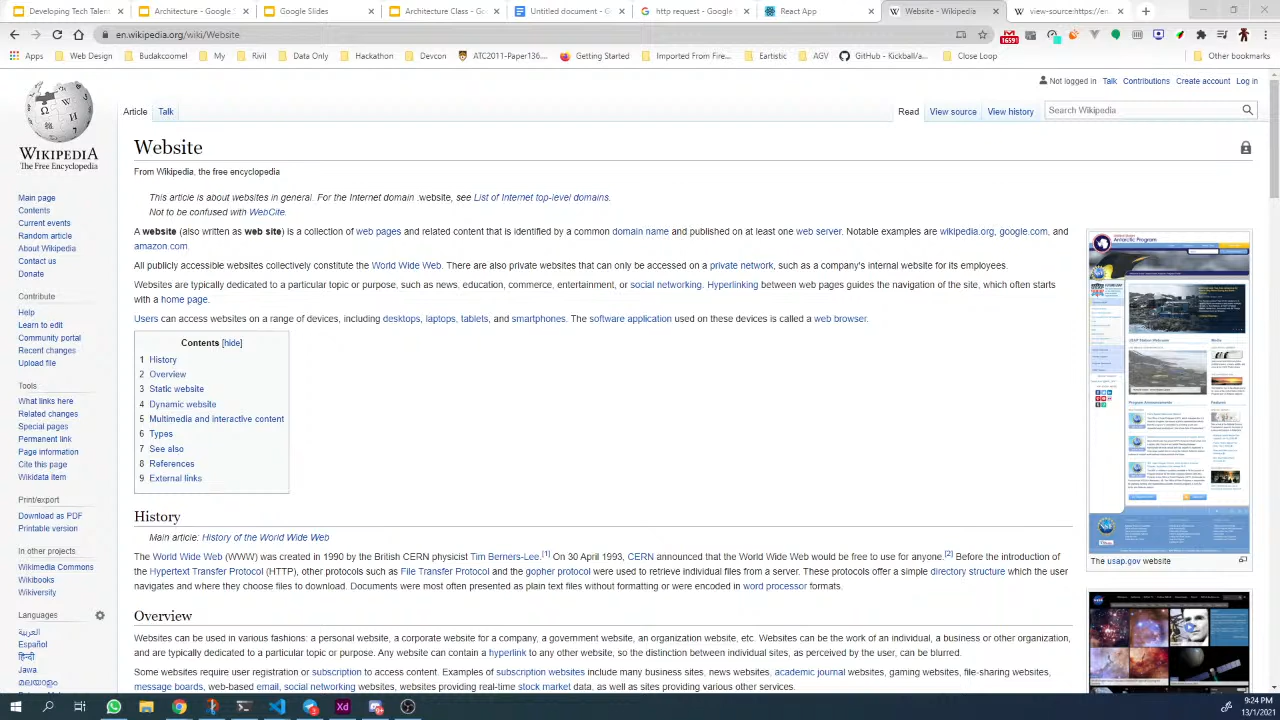 Developing Tech Talent
Architecture - Google S
Google Slides
Architecture Class - Go
Untitled document - Go
http request - Google S
React App
Website - Wikipedia
view-source:https://en.
en.wikipedia.org/wiki/Website
16591
Apps
Web Design
Budakcoomel
My
Rivil
Data Only
Hackathon
Devcon
ATC2011-Paper136...
Getting Started
Imported From Fire...
Eartistic
AGV
GitHub - Kickball/a...
Close Loop
Other bookmarks
Not logged in Talk Contributions Create account Log in
Article Talk
Read View source View history
Search Wikipedia
WIKIPEDIA
The Free Encyclopedia
Main page
Contents
Current events
Random article
About Wikipedia
Contact us
Donate
Contribute
Help
Learn to edit
Community portal
Recent changes
Upload file
Tools
What links here
Related changes
Special pages
Permanent link
Page information
Cite this page
Wikidata item
Print/export
Download as PDF
Printable version
In other projects
Wikimedia Commons
Wikibooks
Wikiversity
Languages
العربية
Español
हिन्दी
Jawa
മലയാളം
Website
From Wikipedia, the free encyclopedia
This article is about websites in general. For the Internet domain .website, see List of Internet top-level domains.
Not to be confused with WebCite.
A website (also written as web site) is a collection of web pages and related content that is identified by a common domain name and published on at least one web server. Notable examples are wikipedia.org, google.com, and
amazon.com.
All publicly accessible websites collectively constitute the World Wide Web. There are also private websites that can only be accessed on a private network, such as a company's internal website for its employees.
Websites are typically dedicated to a particular topic or purpose, such as news, education, commerce, entertainment, or social networking. Hyperlinking between web pages guides the navigation of the site, which often starts
with a home page.
Users can access websites on a range of devices, including desktops, laptops, tablets, and smartphones. The software application used on these devices is called a web browser.
Contents [hide]
1 History
2 Overview
3 Static website
4 Dynamic website
5 Multimedia and interactive content
6 Types
7 See also
8 References
9 External links
History
Main article: History of the World Wide Web
The World Wide Web (WWW) was created in 1990 by the British CERN physicist Tim Berners-Lee. On 30 April 1993, CERN announced that the World Wide Web would be free to use for anyone. Before the introduction of
the Hypertext Transfer Protocol (HTTP), other protocols such as File Transfer Protocol and the gopher protocol were used to retrieve individual files from a server. These protocols offer a simple directory structure which the user
navigates and where they choose files to download. Documents were most often presented as plain text files without formatting, or were encoded in word processor formats.
Overview
Websites can be used in various fashions, a personal website, a corporate website for a company, a government website, an organization website, etc. Websites can be the work of an individual, a business or other organization,
and are typically dedicated to a particular topic or purpose. Any website can contain a hyperlink to any other website, so the distinction between individual sites, as perceived by the user, can be blurred.
Some websites require user registration or subscription to access content. Examples of subscription websites include many business sites, news websites, academic journal websites, gaming websites, file-sharing websites,
The usap.gov website
9:24 PM
13/1/2021